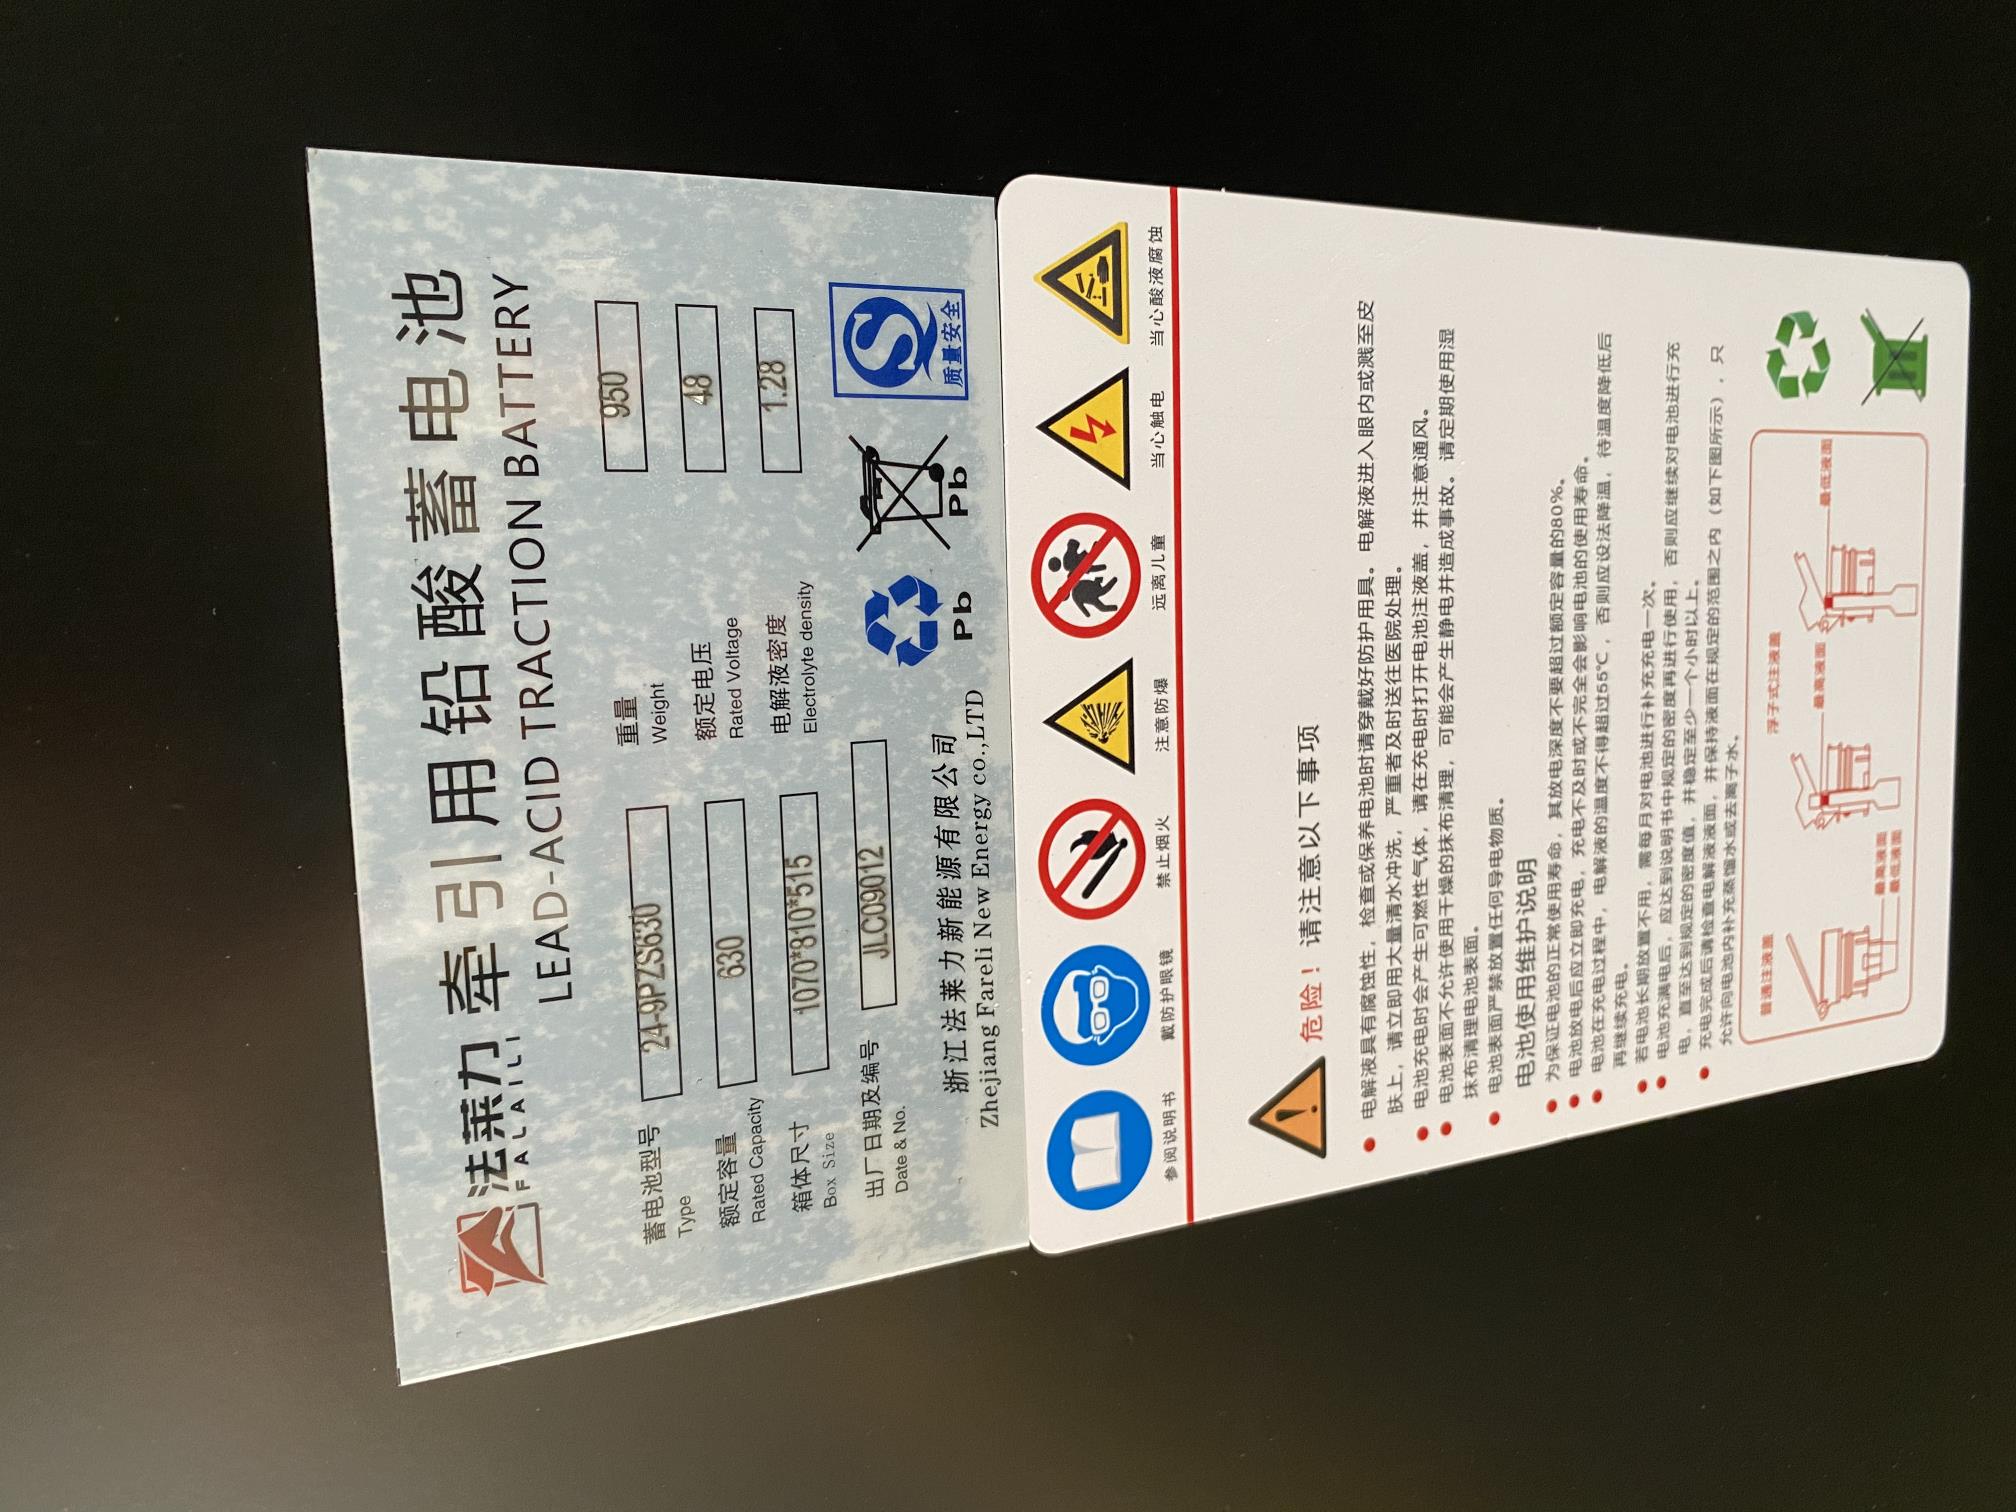 法莱力 牵引用铅酸蓄电池
FALAILI LEAD-ACID TRACTION BATTERY
蓄电池型号 24-9PZS630 重量 950
Type Weight
额定容量 630 额定电压 48
Rated Capacity Rated Voltage
箱体尺寸 1070*810*515 电解液密度 1.28
Box Size Electrolyte density
出厂日期及编号 JLC09012
Date & No.
浙江法莱力新能源有限公司
Zhejiang Fareli New Energy co.,LTD
Pb Pb 质量安全
参阅说明书 戴防护眼镜 禁止烟火 注意防爆 远离儿童 当心触电 当心酸液腐蚀
危险！请注意以下事项
电解液具有腐蚀性，检查或保养电池时请穿戴好防护用具。电解液进入眼内或溅至皮
肤上，请立即用大量清水冲洗，严重者及时送往医院处理。
电池充电时会产生可燃性气体，请在充电时打开电池注液盖，并注意通风。
电池表面不允许使用干燥的抹布清理，可能会产生静电并造成事故。请定期使用湿
抹布清理电池表面。
电池表面严禁放置任何导电物质。
电池使用维护说明
为保证电池的正常使用寿命，其放电深度不要超过额定容量的80%。
电池放电后应立即充电，充电不及时或不完全会影响电池的使用寿命。
电池在充电过程中，电解液的温度不得超过55℃，否则应设法降温，待温度降低后
再继续充电。
若电池长期放置不用，需每月对电池进行补充充电一次。
电池充满电后，应达到说明书中规定的密度再进行使用，否则应继续对电池进行充
电，直至达到规定的密度值，并稳定至少一个小时以上。
充电完成后请检查电解液液面，并保持液面在规定的范围之内（如下图所示），只
允许向电池内补充蒸馏水或去离子水。
普通注液盖 浮子式注液盖
最高液面
最低液面
最高液面
最低液面